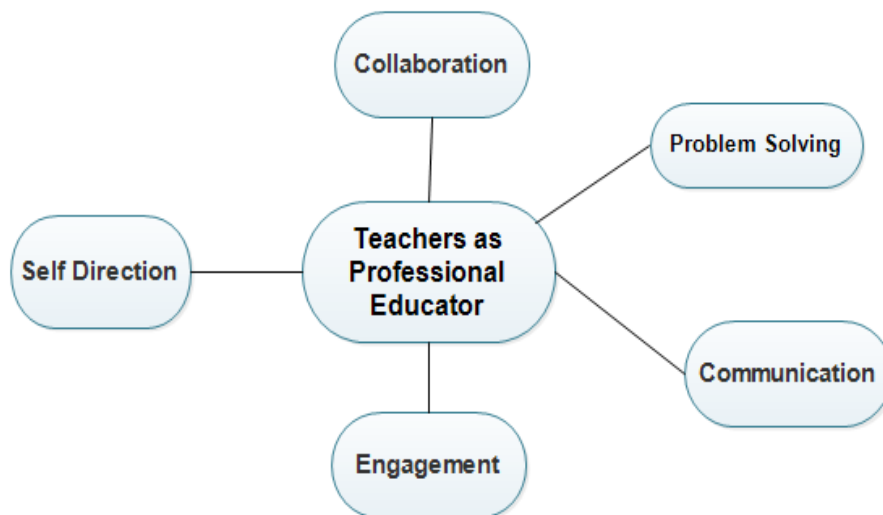 Collaboration
Problem Solving
Teachers as
Professional
Educator
Self Direction
Communication
Engagement